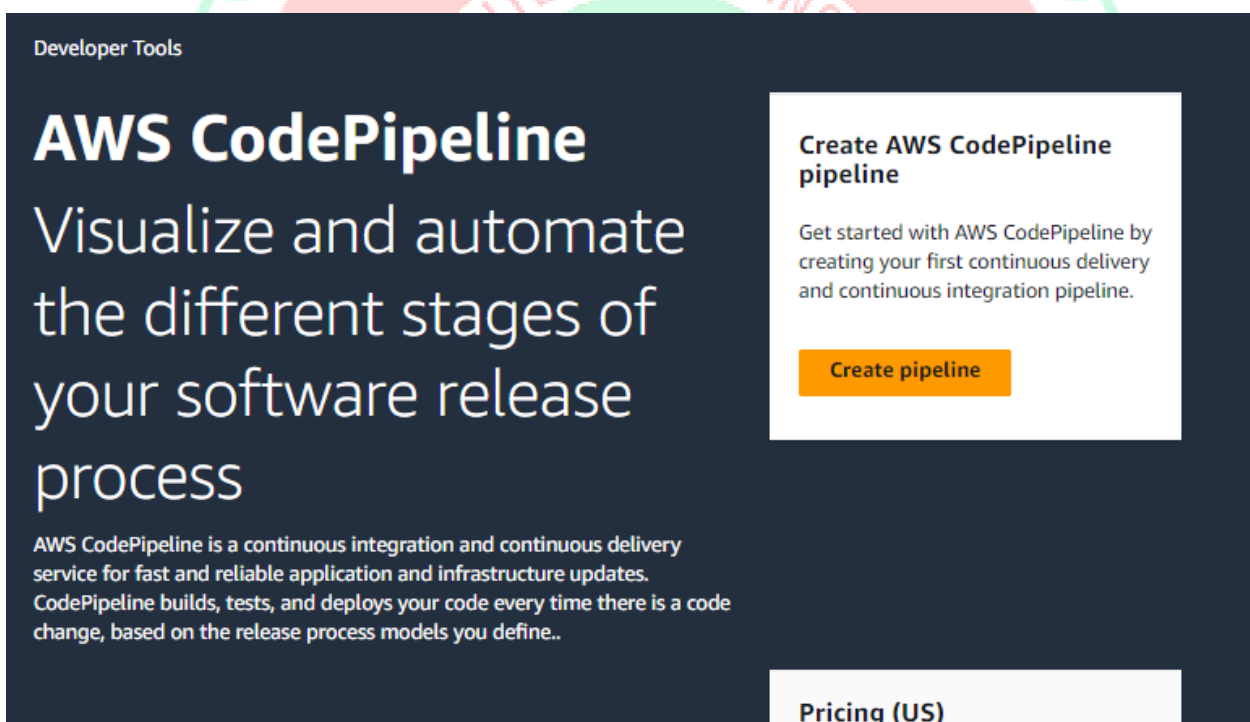 Developer Tools
AWS CodePipeline
Visualize and automate
the different stages of
your software release
process
AWS CodePipeline is a continuous integration and continuous delivery
service for fast and reliable application and infrastructure updates.
CodePipeline builds, tests, and deploys your code every time there is a code
change, based on the release process models you define..
Create AWS CodePipeline
pipeline
Get started with AWS CodePipeline by
creating your first continuous delivery
and continuous integration pipeline.
Create pipeline
Pricing (US)